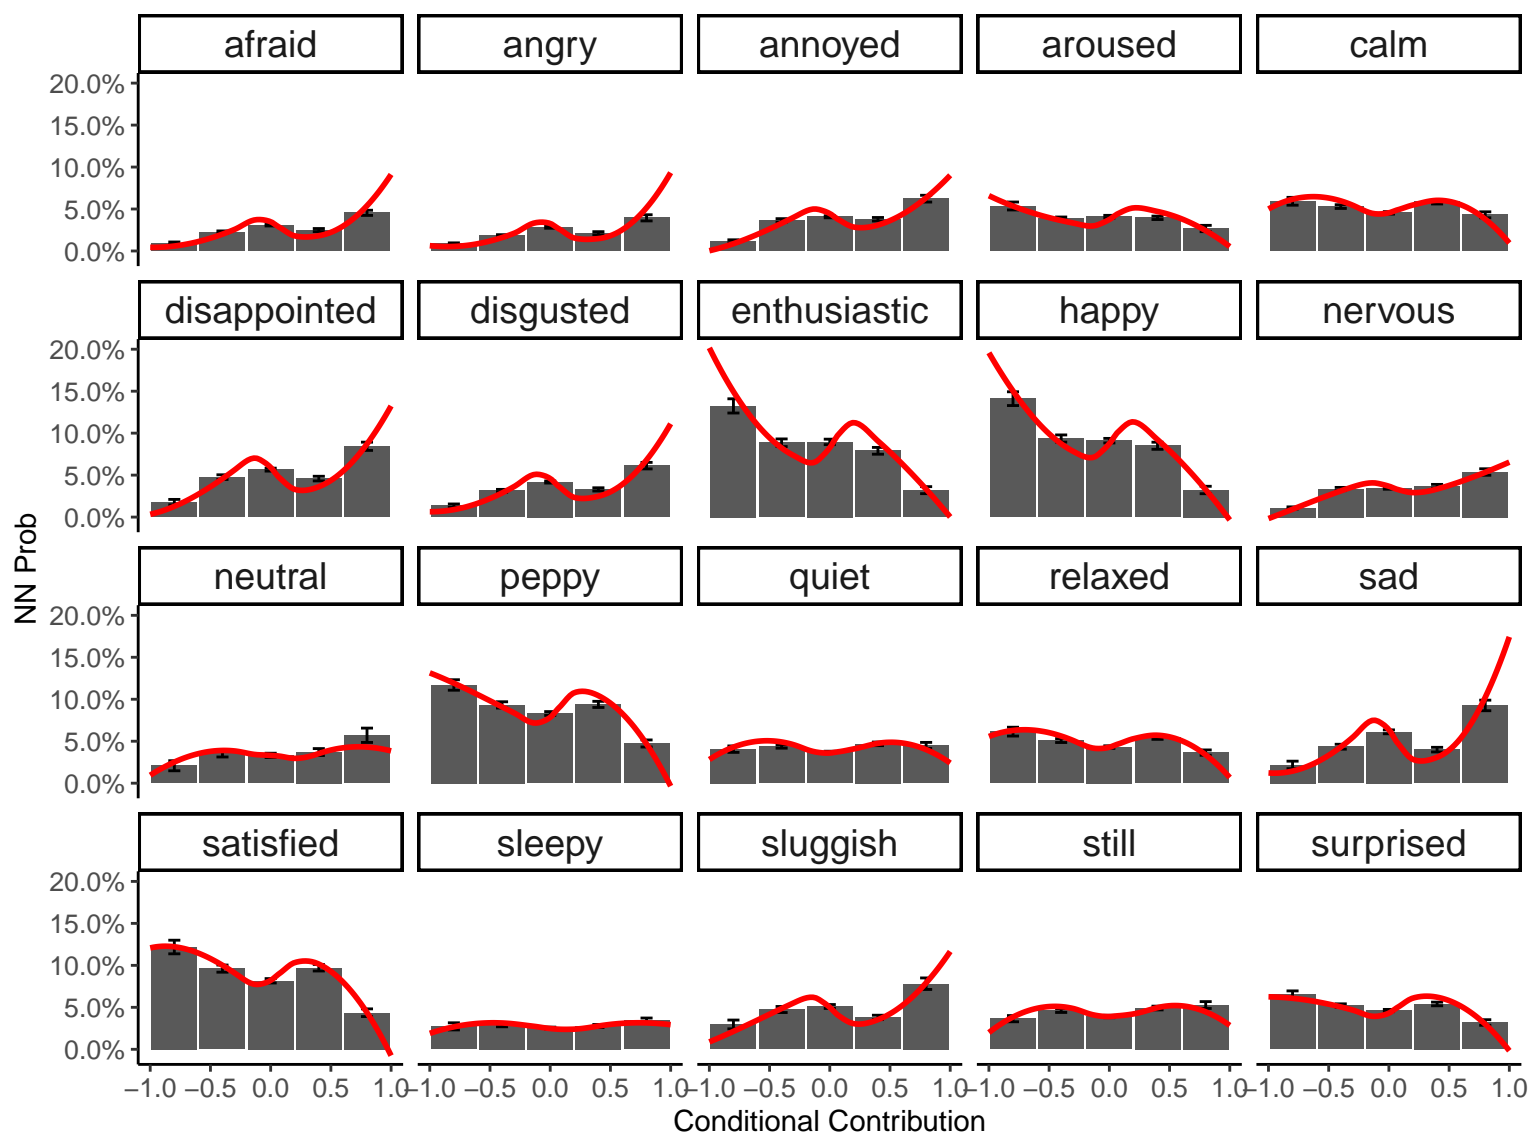 afraid angry annoyed aroused calm
20.0%
15.0%
10.0%
5.0%
0.0%
disappointed disgusted enthusiastic happy nervous
20.0%
15.0%
10.0%
5.0%
0.0%
NN Prob
neutral peppy quiet relaxed sad
20.0%
15.0%
10.0%
5.0%
0.0%
satisfied sleepy sluggish still surprised
20.0%
15.0%
10.0%
5.0%
0.0%
−1.0 −0.5 0.0 0.5 1.0 −1.0 −0.5 0.0 0.5 1.0 −1.0 −0.5 0.0 0.5 1.0 −1.0 −0.5 0.0 0.5 1.0 −1.0 −0.5 0.0 0.5 1.0
Conditional Contribution